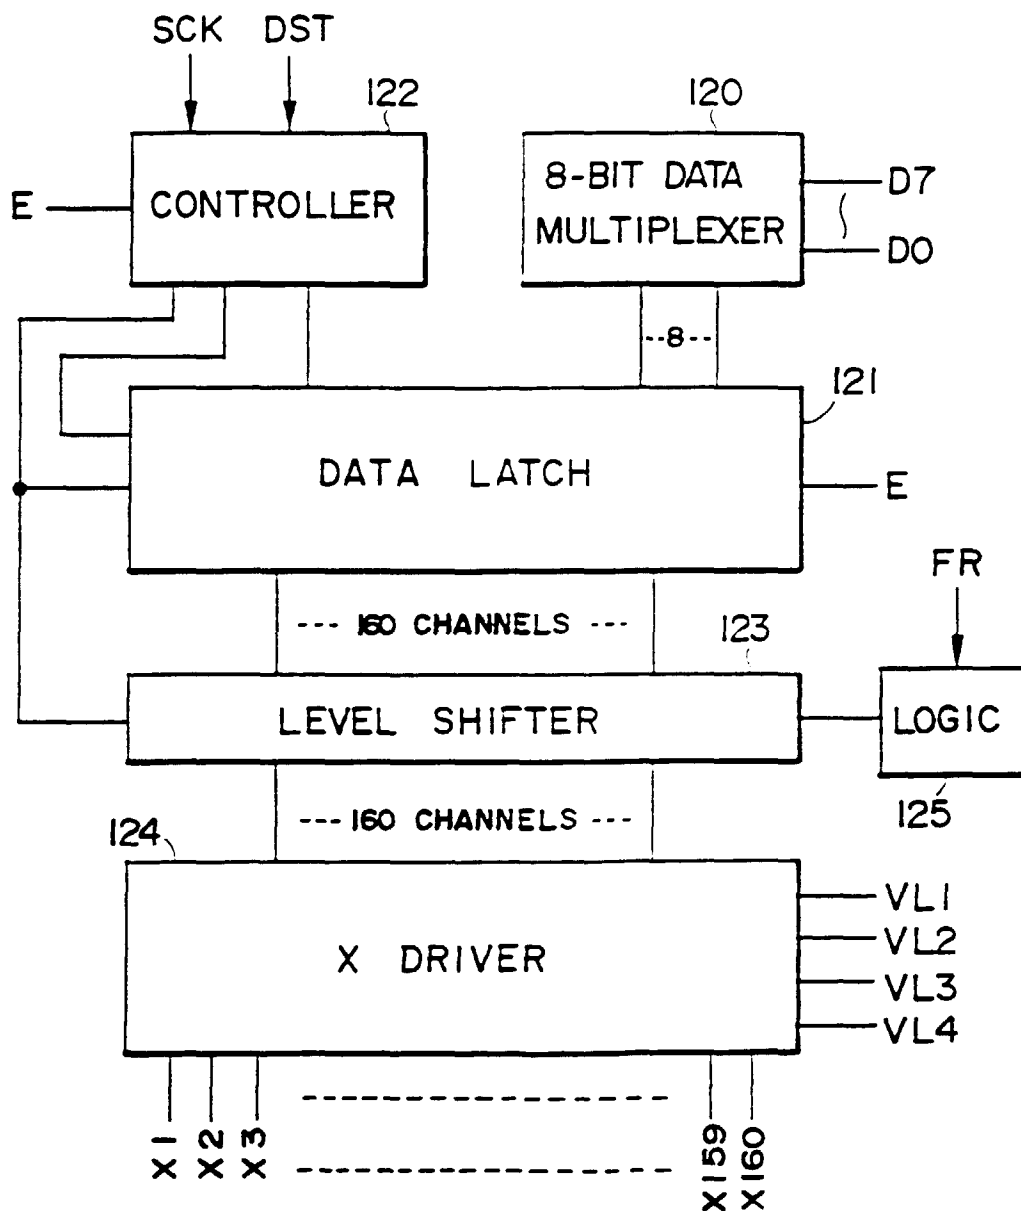 SCK DST
122
120
E
CONTROLLER
8-BIT DATA
MULTIPLEXER
D7
D0
--8--
121
DATA LATCH
E
FR
--- 160 CHANNELS ---
123
LEVEL SHIFTER
LOGIC
125
--- 160 CHANNELS ---
124
X DRIVER
VL1
VL2
VL3
VL4
X1
X2
X3
X159
X160